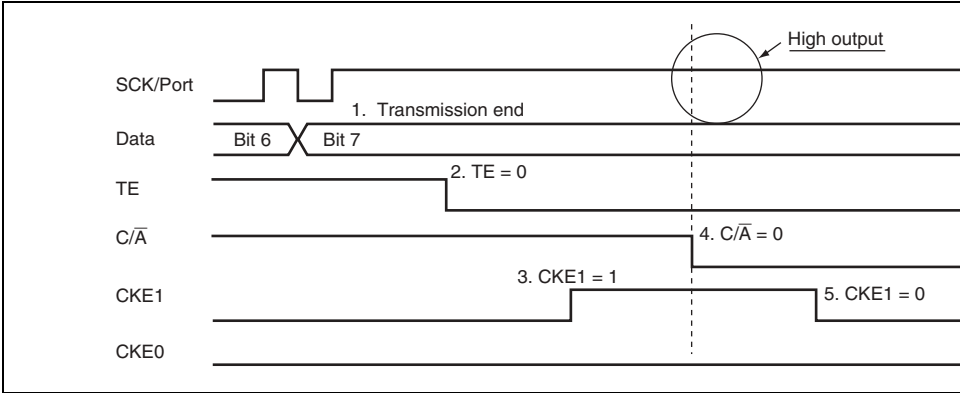 High output
SCK/Port
1. Transmission end
Data Bit 6 Bit 7
2. TE = 0
TE
C/A̅ 4. C/A̅ = 0
3. CKE1 = 1
CKE1 5. CKE1 = 0
CKE0